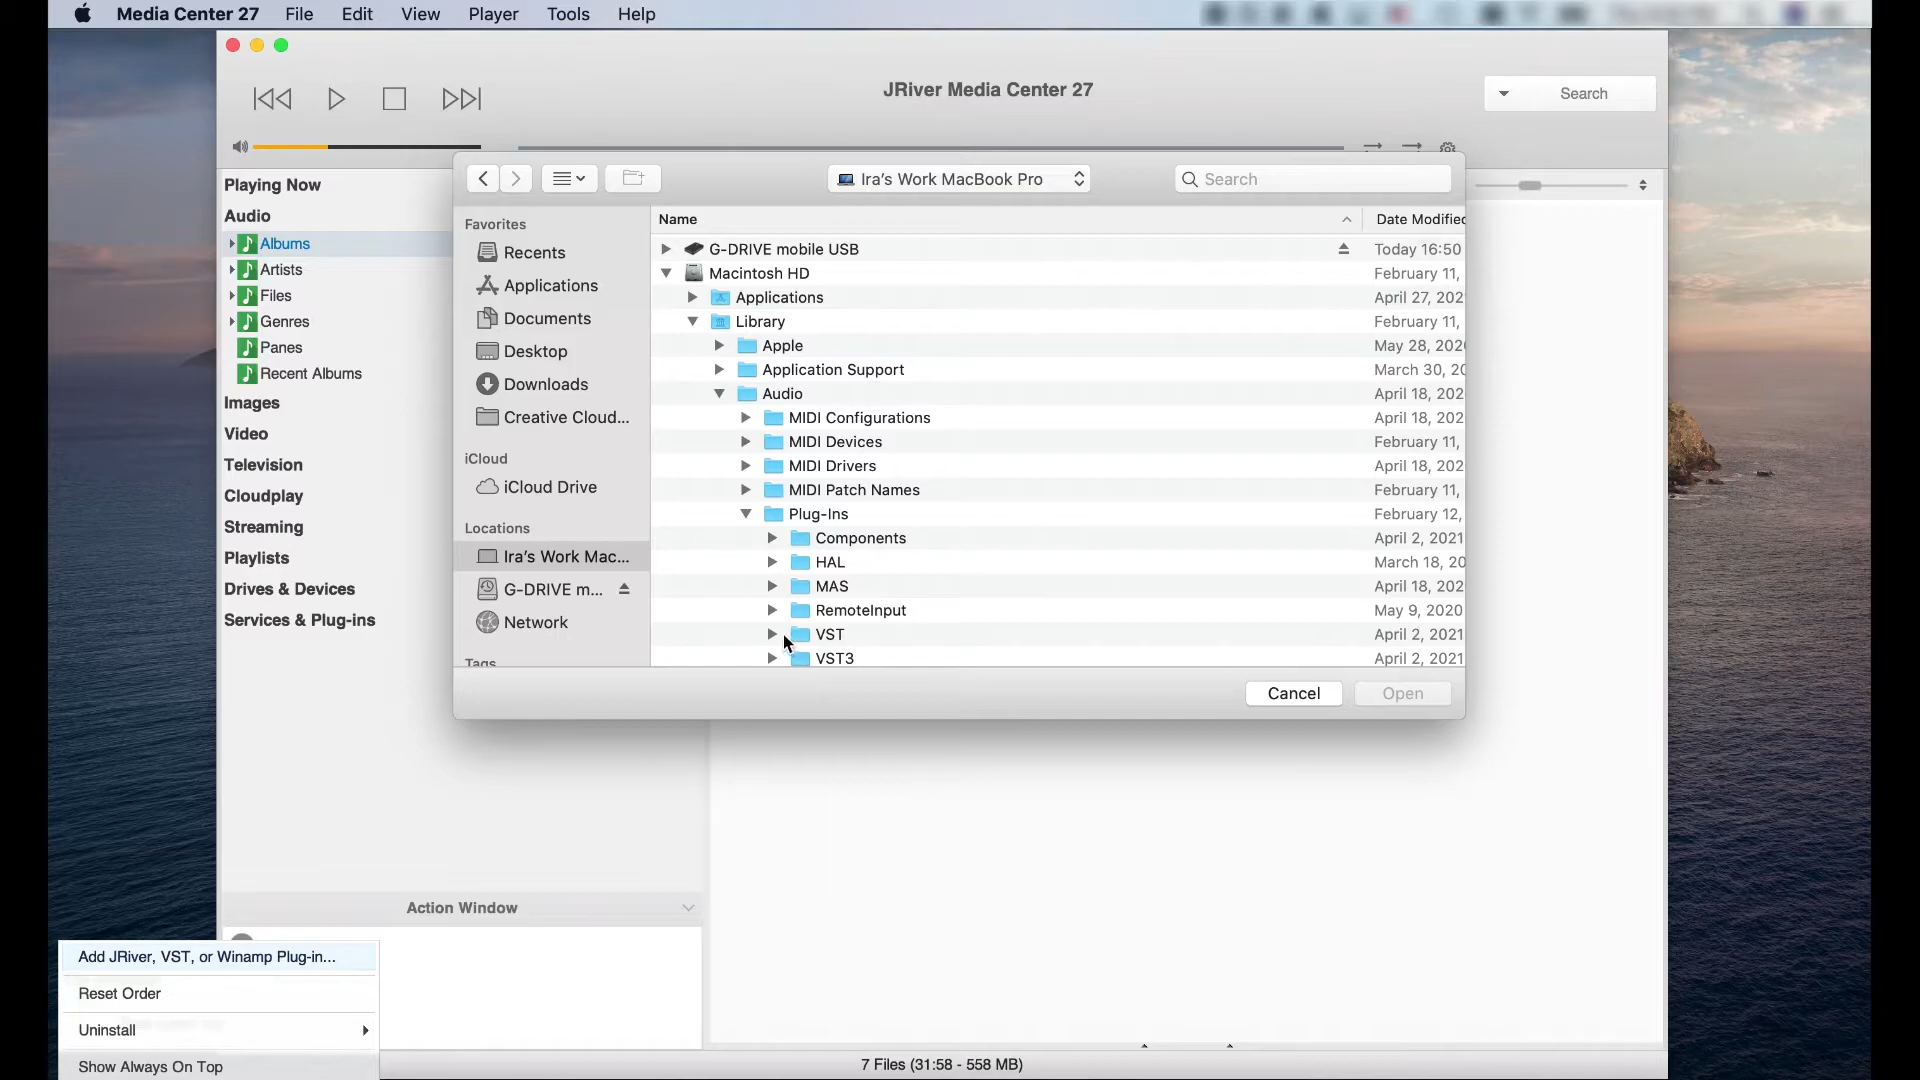 Media Center 27 File Edit View Player Tools Help
JRiver Media Center 27
Search
Playing Now
Audio
Albums
Artists
Files
Genres
Panes
Recent Albums
Images
Video
Television
Cloudplay
Streaming
Playlists
Drives & Devices
Services & Plug-ins
Ira's Work MacBook Pro
Search
Favorites
Recents
Applications
Documents
Desktop
Downloads
Creative Cloud...
iCloud
iCloud Drive
Locations
Ira's Work Mac...
G-DRIVE m...
Network
Tags
Name Date Modified
G-DRIVE mobile USB Today 16:50
Macintosh HD February 11,
Applications April 27, 202
Library February 11,
Apple May 28, 202
Application Support March 30, 20
Audio April 18, 202
MIDI Configurations April 18, 202
MIDI Devices February 11,
MIDI Drivers April 18, 202
MIDI Patch Names February 11,
Plug-Ins February 12,
Components April 2, 2021
HAL March 18, 20
MAS April 18, 202
RemoteInput May 9, 2020
VST April 2, 2021
VST3 April 2, 2021
Cancel Open
Action Window
Add JRiver, VST, or Winamp Plug-in...
Reset Order
Uninstall
Show Always On Top
7 Files (31:58 - 558 MB)